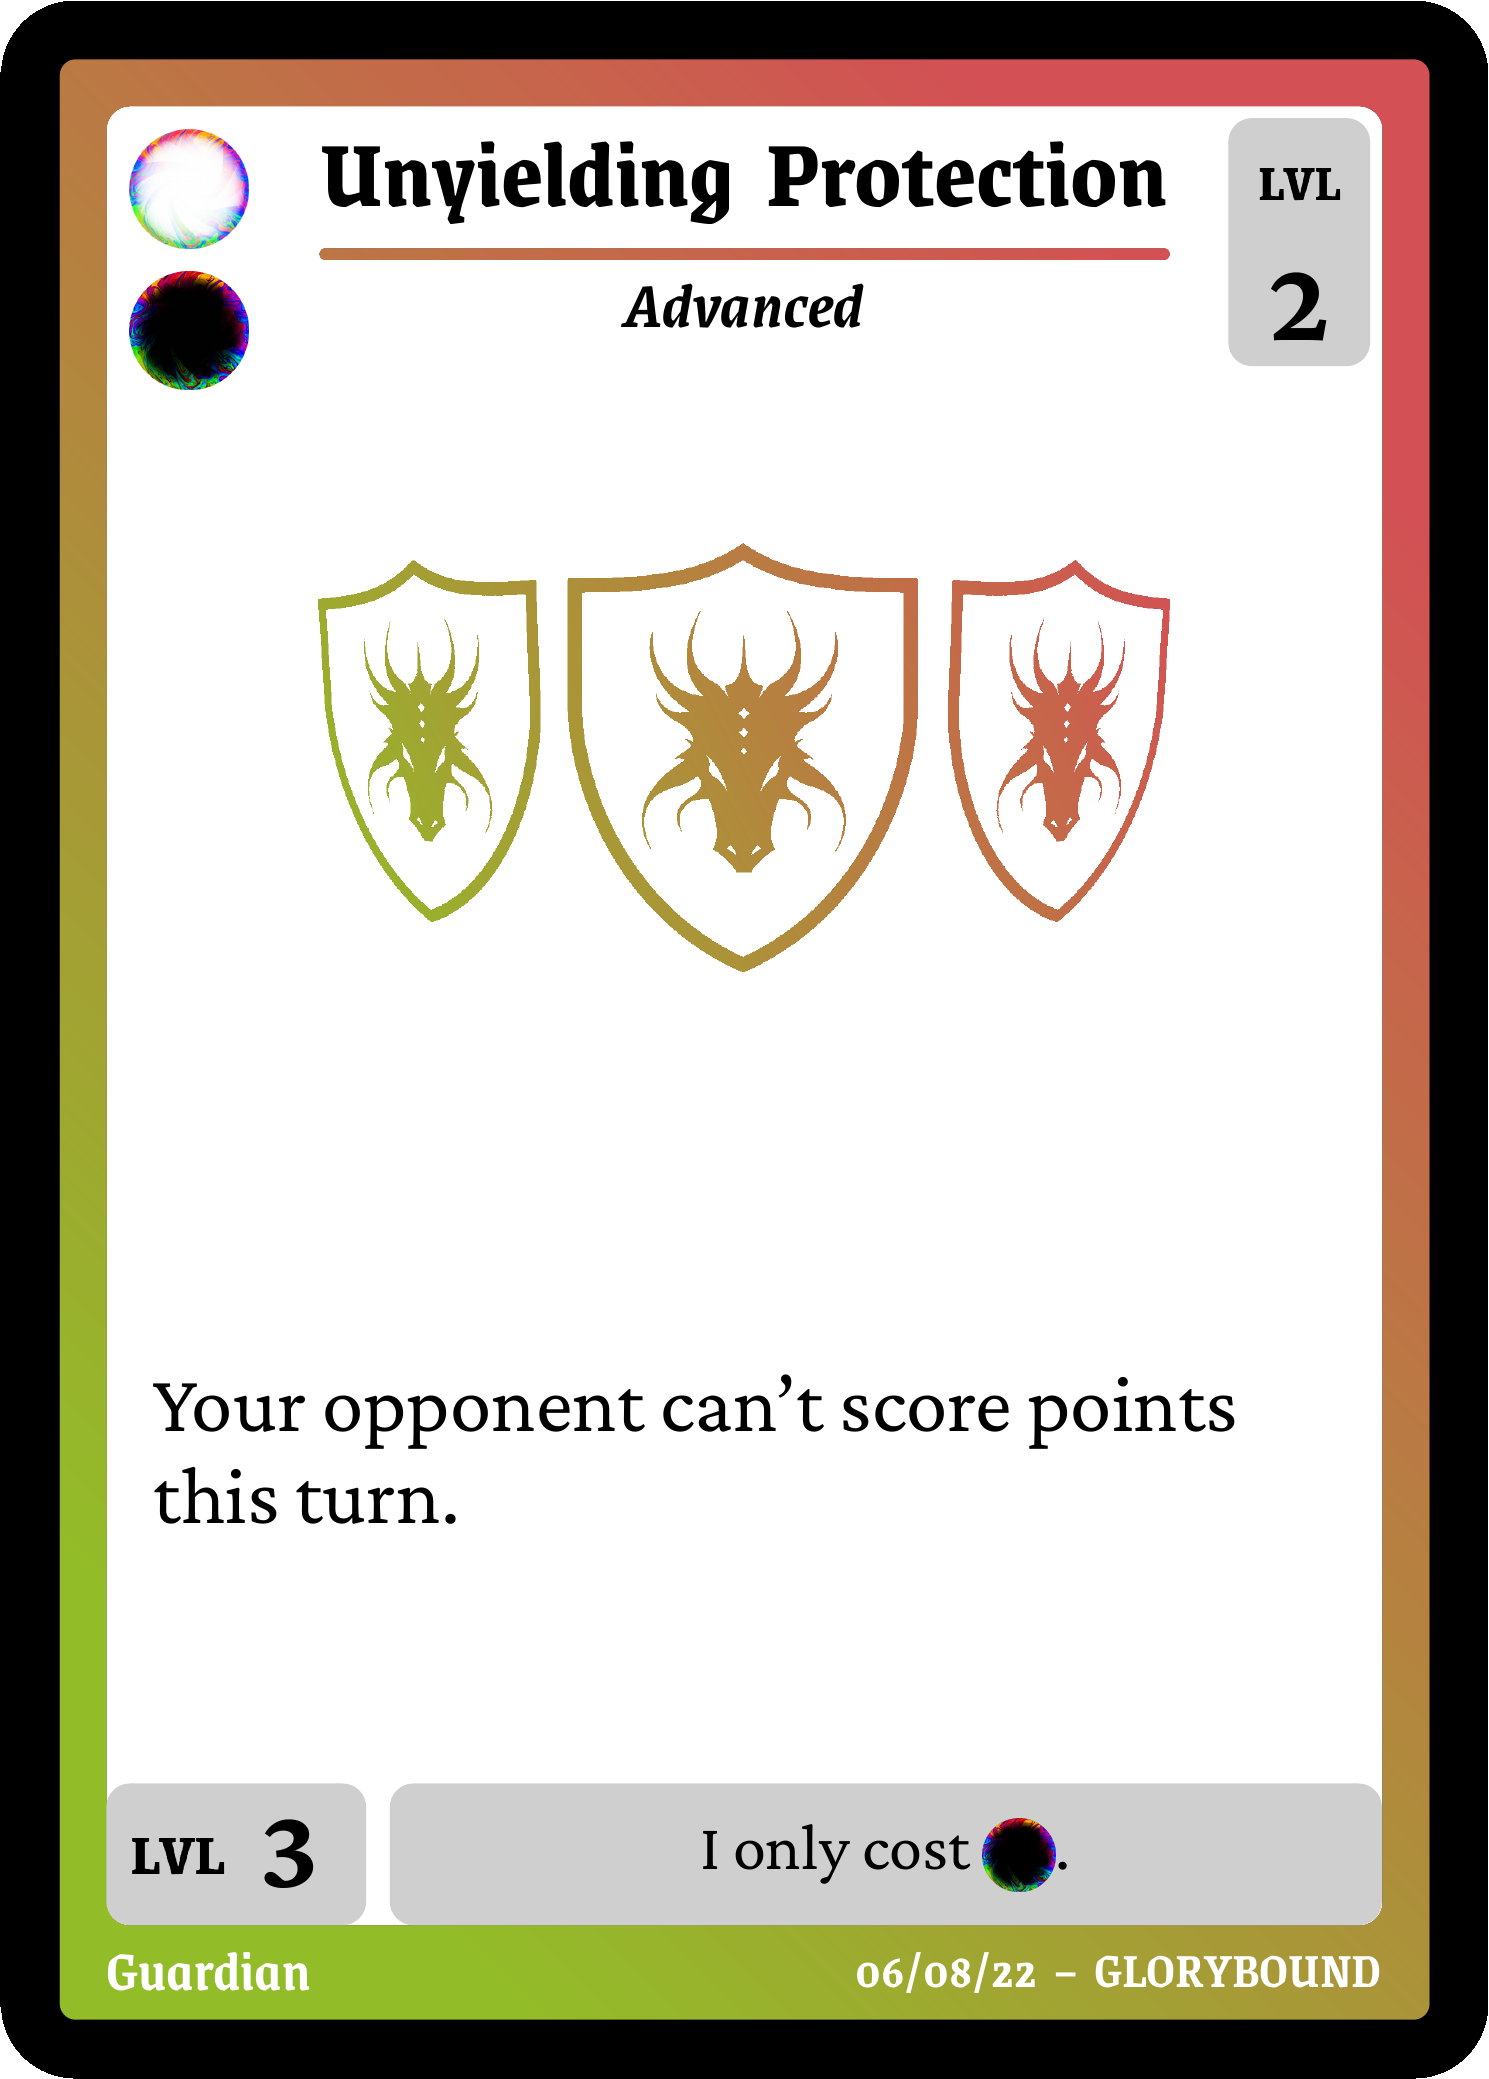 Unyielding Protection
LVL
2
Advanced
Your opponent can’t score points
this turn.
LVL 3
I only cost .
Guardian
06/08/22 – GLORYBOUND